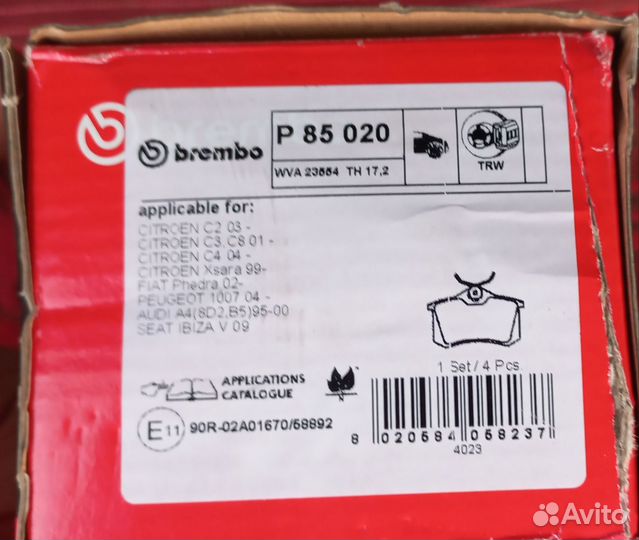 brembo
P 85 020
WVA 23554 TH 17,2
TRW
applicable for:
CITROEN C2 03 -
CITROEN C3,C8 01 -
CITROEN C4 04 -
CITROEN Xsara 99-
FIAT Phedra 02-
PEUGEOT 1007 04 -
AUDI A4(8D2,B5)95-00
SEAT IBIZA V 09
1 Set / 4 Pcs.
APPLICATIONS
CATALOGUE
E11
90R-02A01670/58892
8 020584 058237
4023
Avito